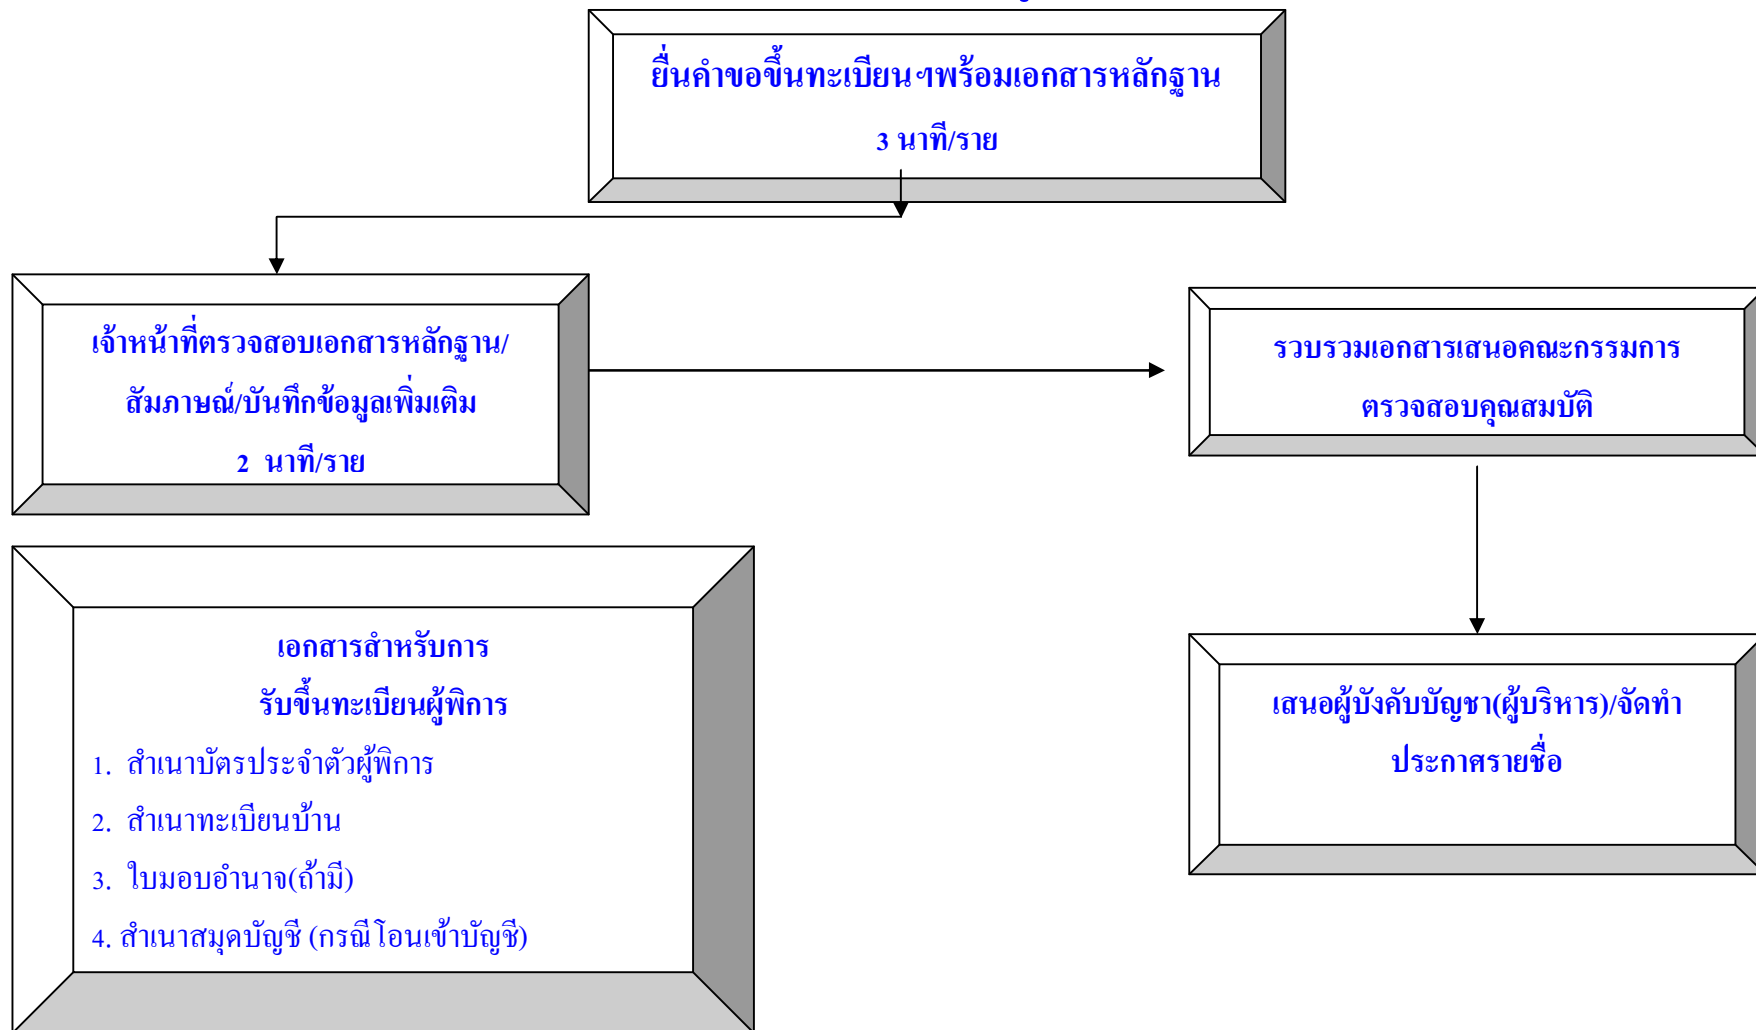 ยื่นคำขอขึ้นทะเบียนฯพร้อมเอกสารหลักฐาน
3 นาที/ราย
เจ้าหน้าที่ตรวจสอบเอกสารหลักฐาน/
สัมภาษณ์/บันทึกข้อมูลเพิ่มเติม
2 นาที/ราย
รวบรวมเอกสารเสนอคณะกรรมการ
ตรวจสอบคุณสมบัติ
เอกสารสำหรับการ
รับขึ้นทะเบียนผู้พิการ
1. สำเนาบัตรประจำตัวผู้พิการ
2. สำเนาทะเบียนบ้าน
3. ใบมอบอำนาจ(ถ้ามี)
4. สำเนาสมุดบัญชี (กรณีโอนเข้าบัญชี)
เสนอผู้บังคับบัญชา(ผู้บริหาร)/จัดทำ
ประกาศรายชื่อ